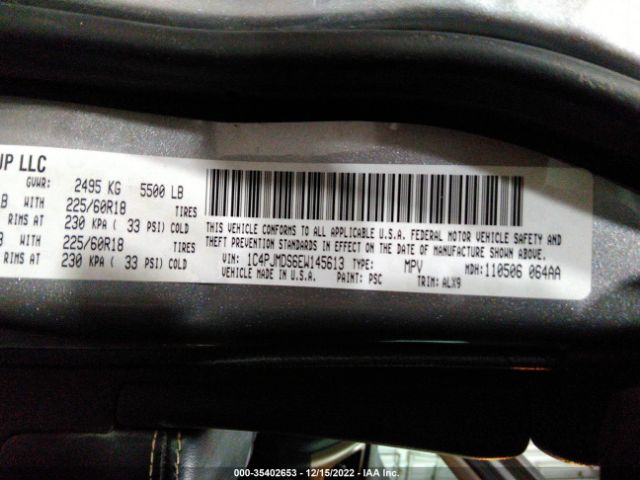 UP LLC
GVWR: 2495 KG 5500 LB
B WITH 225/60R18 TIRES
RIMS AT 230 KPA ( 33 PSI) COLD
B WITH 225/60R18 TIRES
RIMS AT 230 KPA ( 33 PSI) COLD
THIS VEHICLE CONFORMS TO ALL APPLICABLE U.S.A. FEDERAL MOTOR VEHICLE SAFETY AND
THEFT PREVENTION STANDARDS IN EFFECT ON THE DATE OF MANUFACTURE SHOWN ABOVE.
VIN: 1C4PJMDS6EW145613 TYPE: MPV MDH:110506 064AA
VEHICLE MADE IN U.S.A. PAINT: PSC TRIM: ALX9
000-35402653 - 12/15/2022 - IAA Inc.